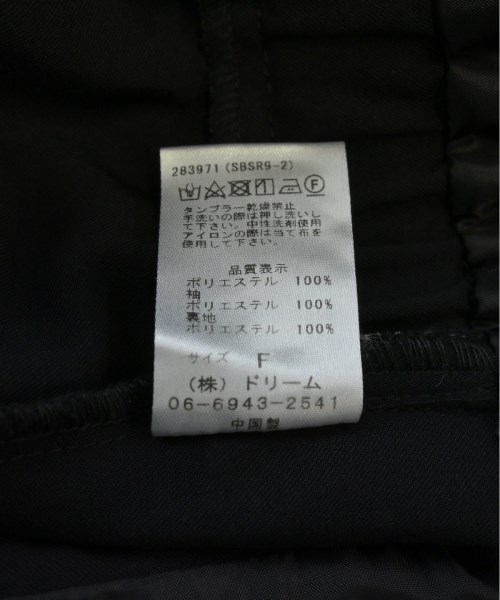 283971(SBSR9-2)
F
タンブラー乾燥禁止
手洗いの際は押し洗いし
て下さい。中性洗剤使用
アイロンの際は当て布を
使用して下さい。
品質表示
ポリエステル 100%
袖
ポリエステル 100%
裏地
ポリエステル 100%
サイズ F
(株) ドリーム
06-6943-2541
中国製